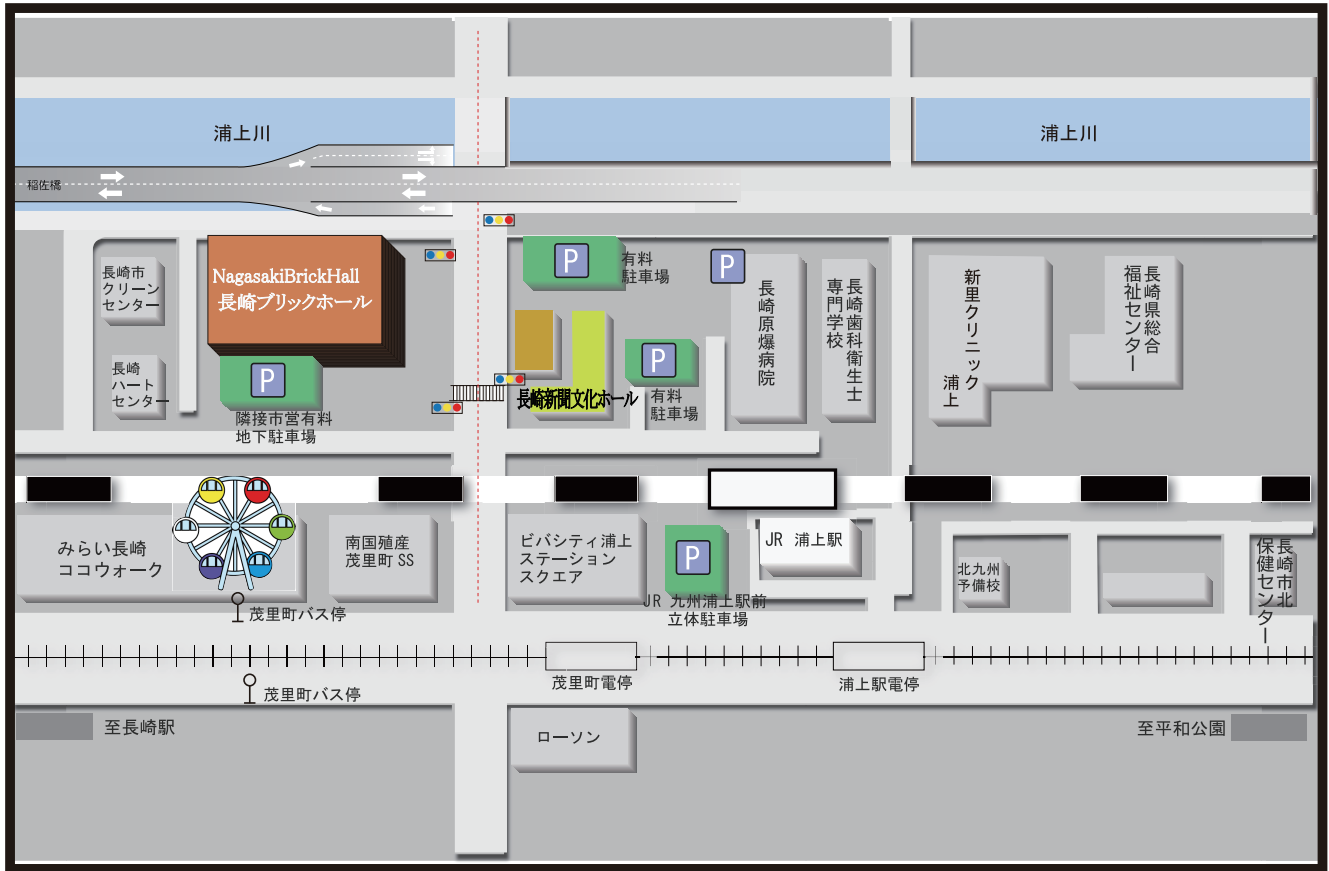 浦上川
浦上川
稲佐橋
NagasakiBrickHall
長崎ブリックホール
長崎市
クリーン
センター
長崎
ハート
センター
P
隣接市営有料
地下駐車場
P
有料
駐車場
P
長崎新聞文化ホール
P
有料
駐車場
長崎原爆病院
長崎歯科衛生士
専門学校
新里クリニック
浦上
長崎県総合
福祉センター
みらい長崎
ココウォーク
南国殖産
茂里町 SS
ビバシティ浦上
ステーション
スクエア
P
JR 九州浦上駅前
立体駐車場
JR 浦上駅
北九州
予備校
長崎市北
保健センター
茂里町バス停
茂里町バス停
茂里町電停
浦上駅電停
至長崎駅
ローソン
至平和公園